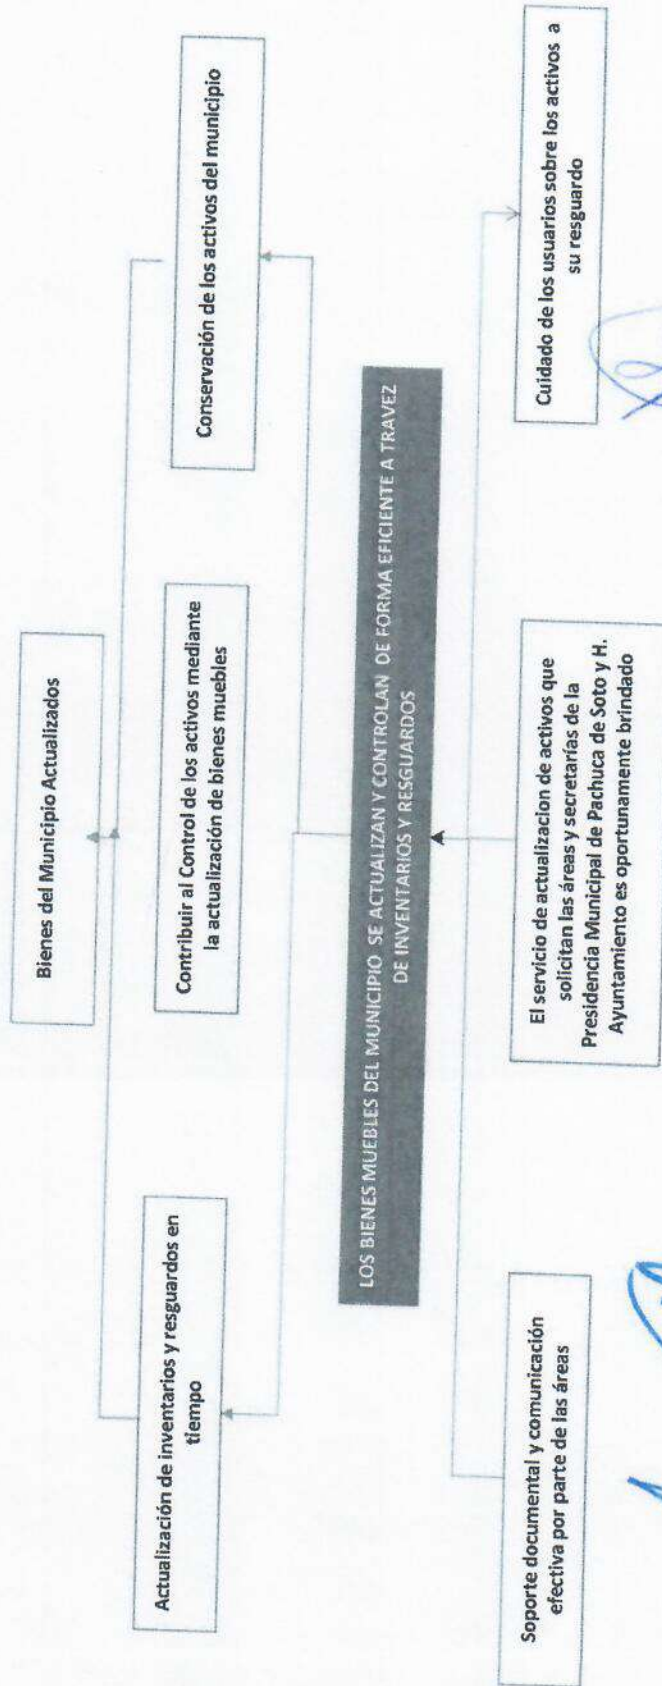 Bienes del Municipio Actualizados
Actualización de inventarios y resguardos en
tiempo
Contribuir al Control de los activos mediante
la actualización de bienes muebles
Conservación de los activos del municipio
LOS BIENES MUEBLES DEL MUNICIPIO SE ACTUALIZAN Y CONTROLAN DE FORMA EFICIENTE A TRAVEZ
DE INVENTARIOS Y RESGUARDOS
Soporte documental y comunicación
efectiva por parte de las áreas
El servicio de actualizacion de activos que
solicitan las áreas y secretarías de la
Presidencia Municipal de Pachuca de Soto y H.
Ayuntamiento es oportunamente brindado
Cuidado de los usuarios sobre los activos a
su resguardo